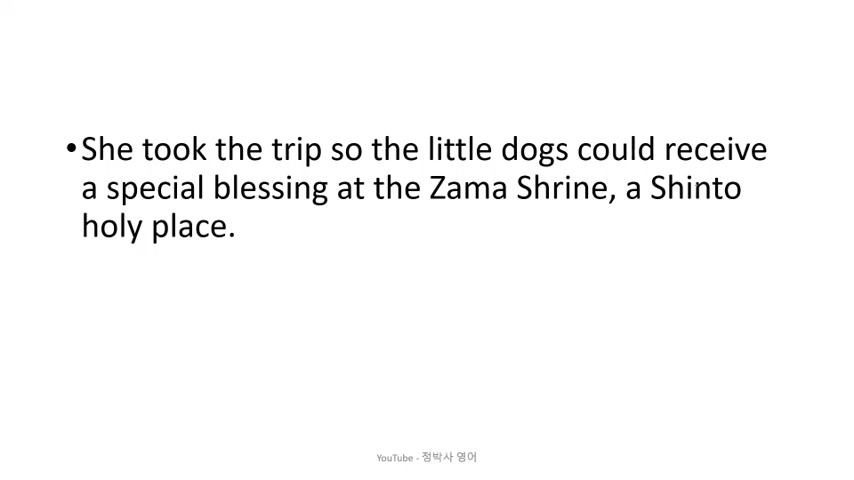 •She took the trip so the little dogs could receive
a special blessing at the Zama Shrine, a Shinto
holy place.
YouTube - 정박사 영어